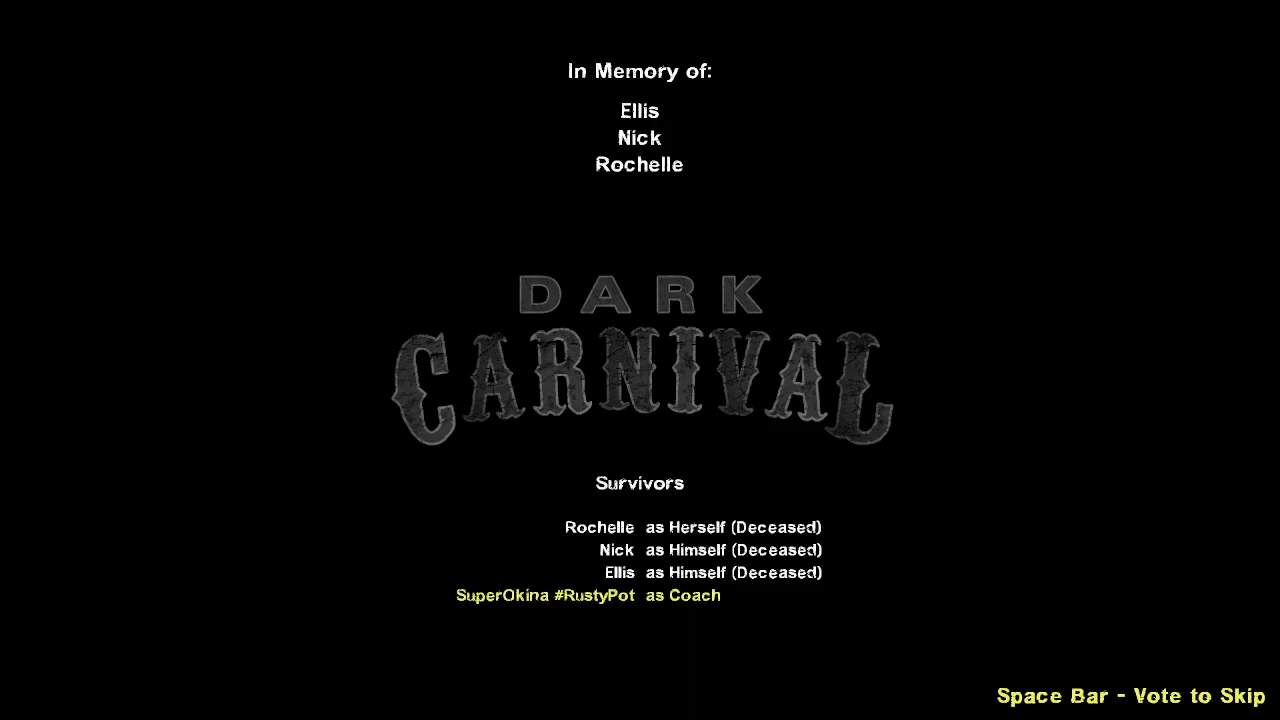 In Memory of:
Ellis
Nick
Rochelle
DARK
CARNIVAL
Survivors
Rochelle as Herself (Deceased)
Nick as Himself (Deceased)
Ellis as Himself (Deceased)
SuperOkina #RustyPot as Coach
Space Bar - Vote to Skip